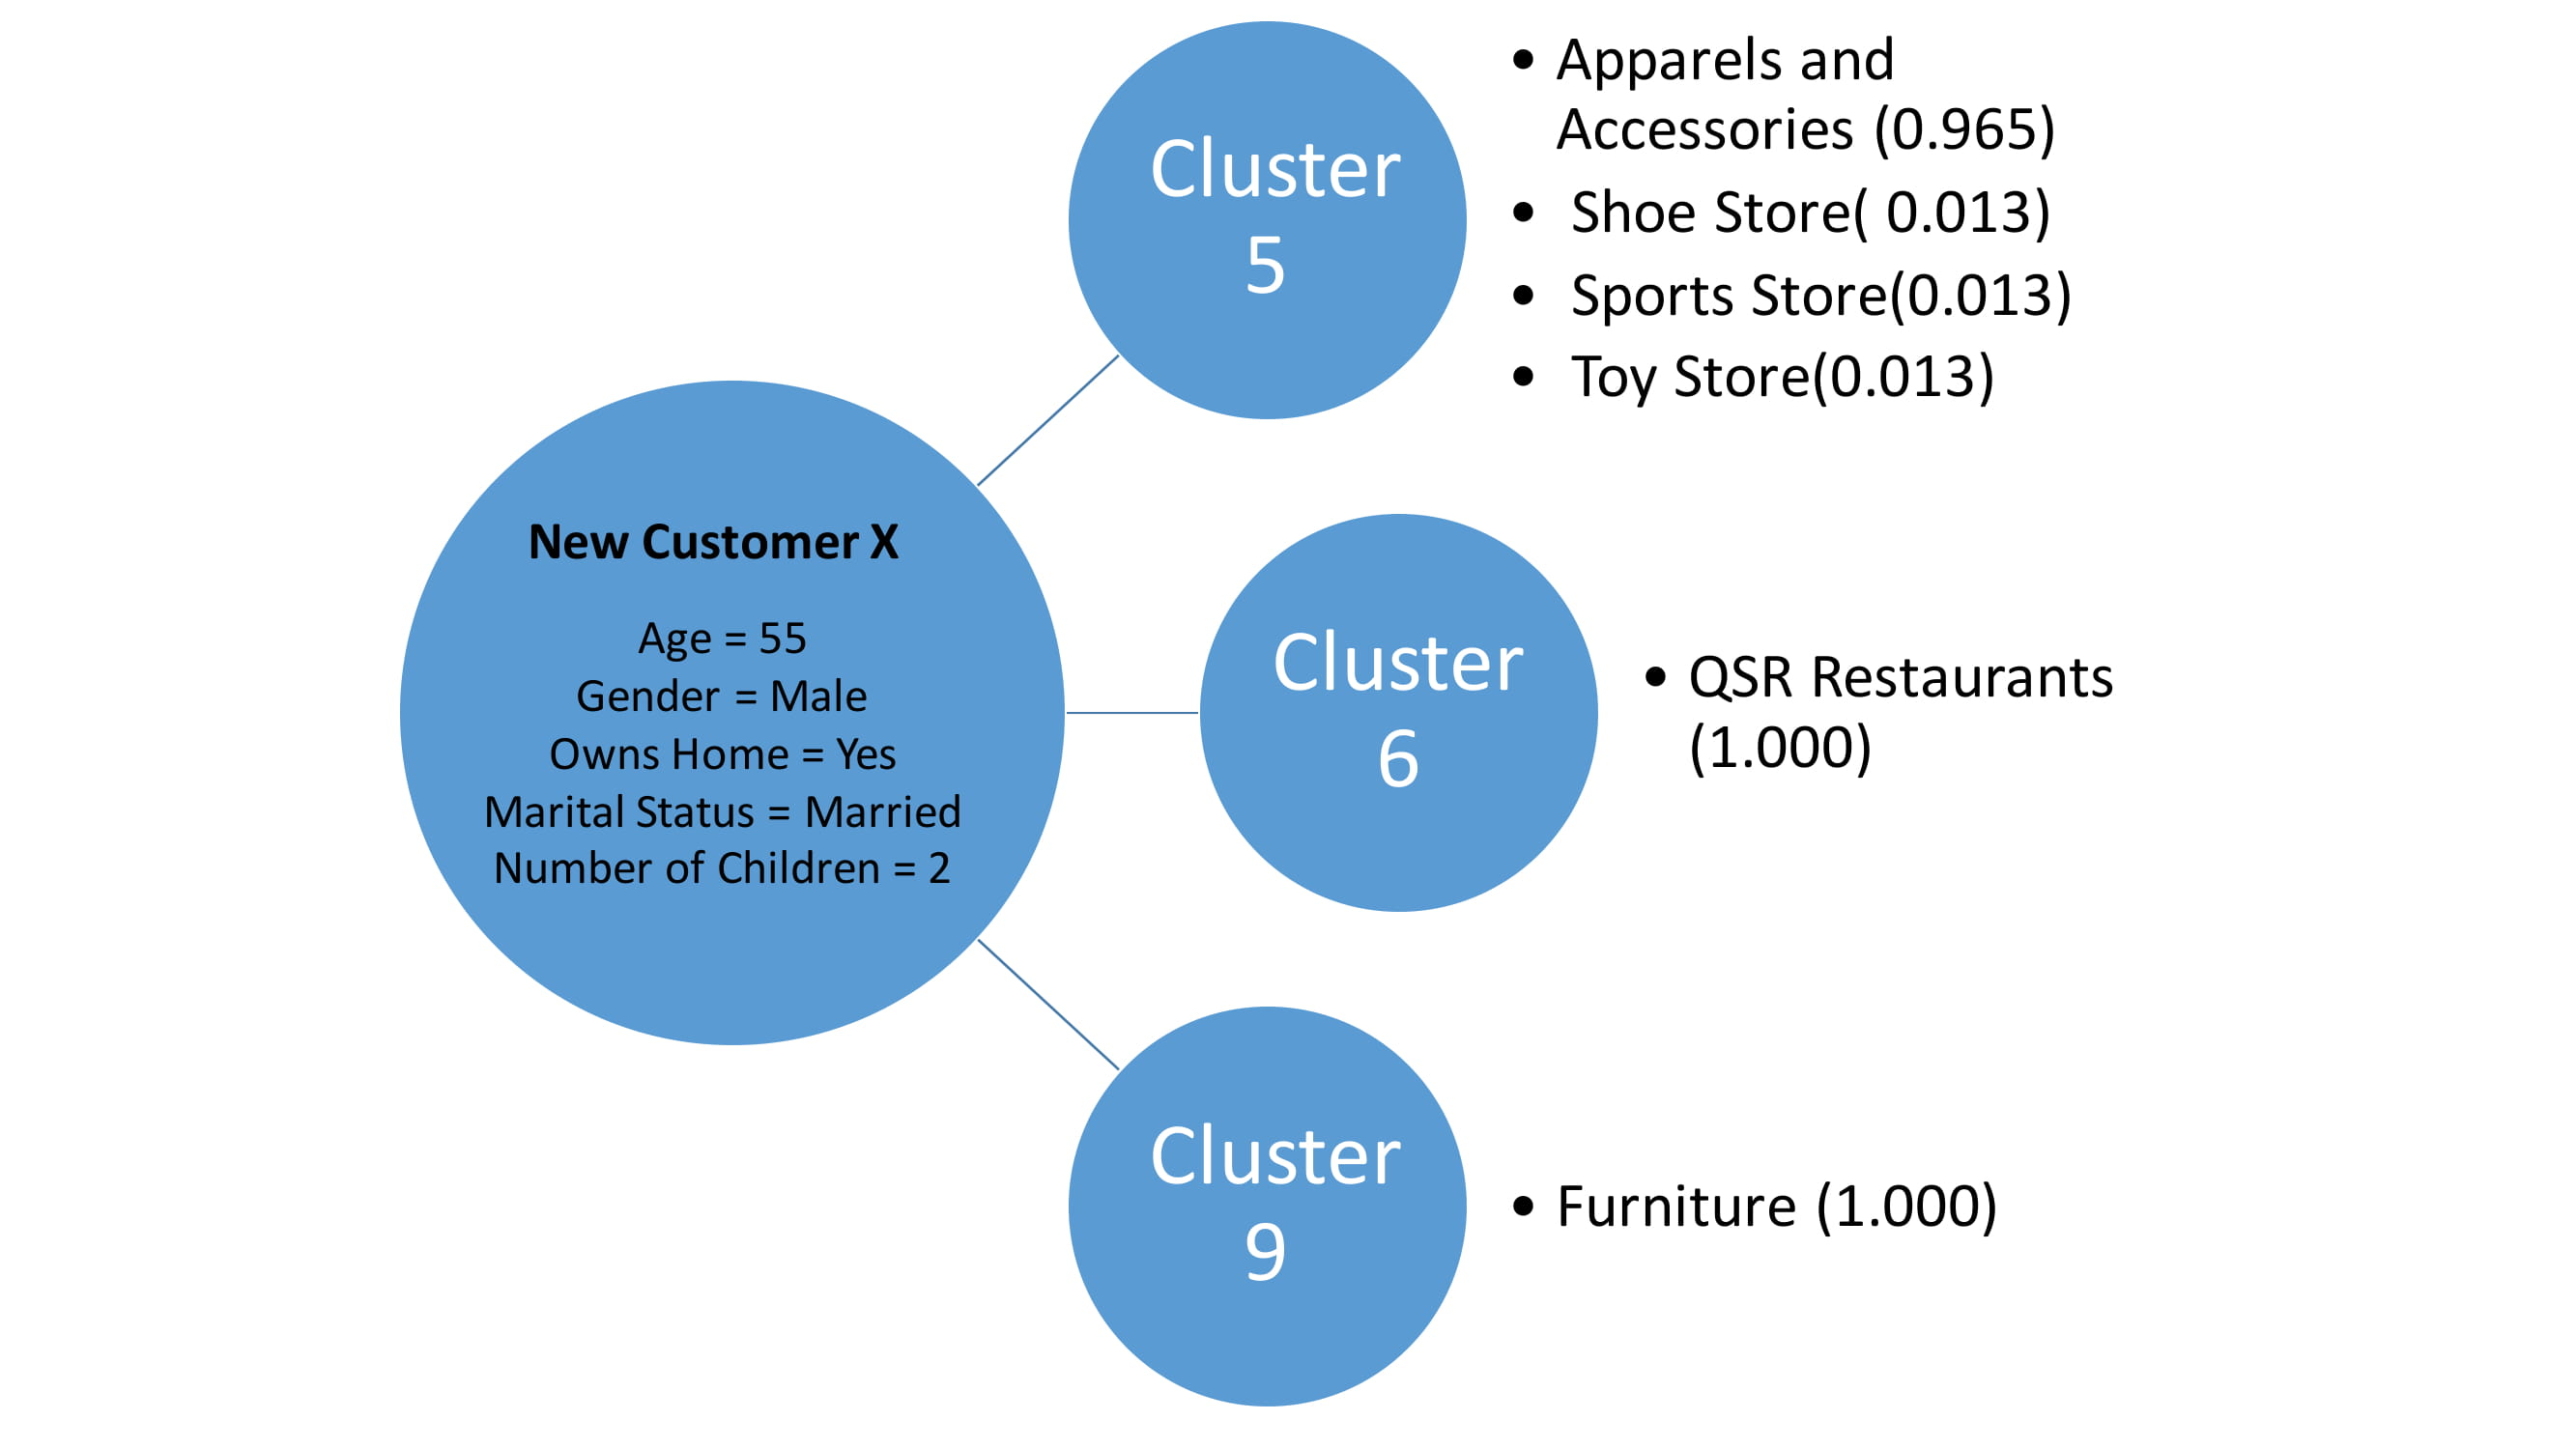 New Customer X
Age = 55
Gender = Male
Owns Home = Yes
Marital Status = Married
Number of Children = 2
Cluster
5
• Apparels and
Accessories (0.965)
• Shoe Store( 0.013)
• Sports Store(0.013)
• Toy Store(0.013)
Cluster
6
• QSR Restaurants
(1.000)
Cluster
9
• Furniture (1.000)